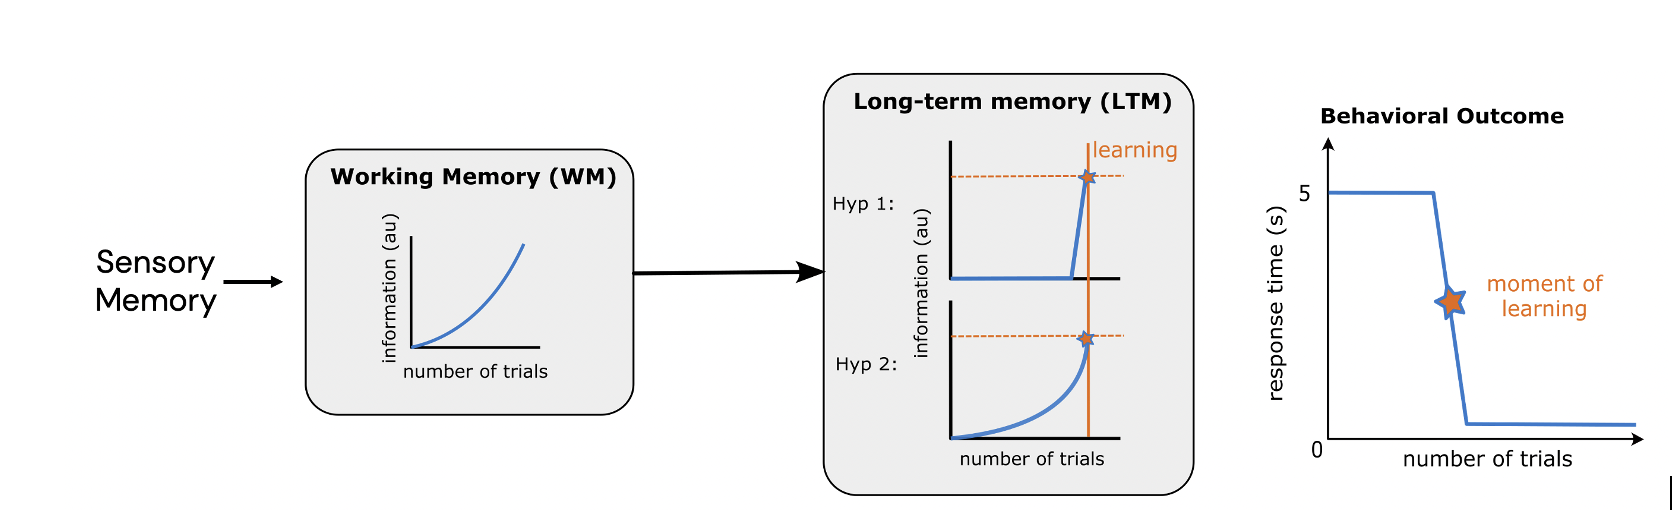 Sensory
Memory
Working Memory (WM)
information (au)
number of trials
Long-term memory (LTM)
learning
Hyp 1:
information (au)
Hyp 2:
number of trials
Behavioral Outcome
5
response time (s)
moment of
learning
0
number of trials